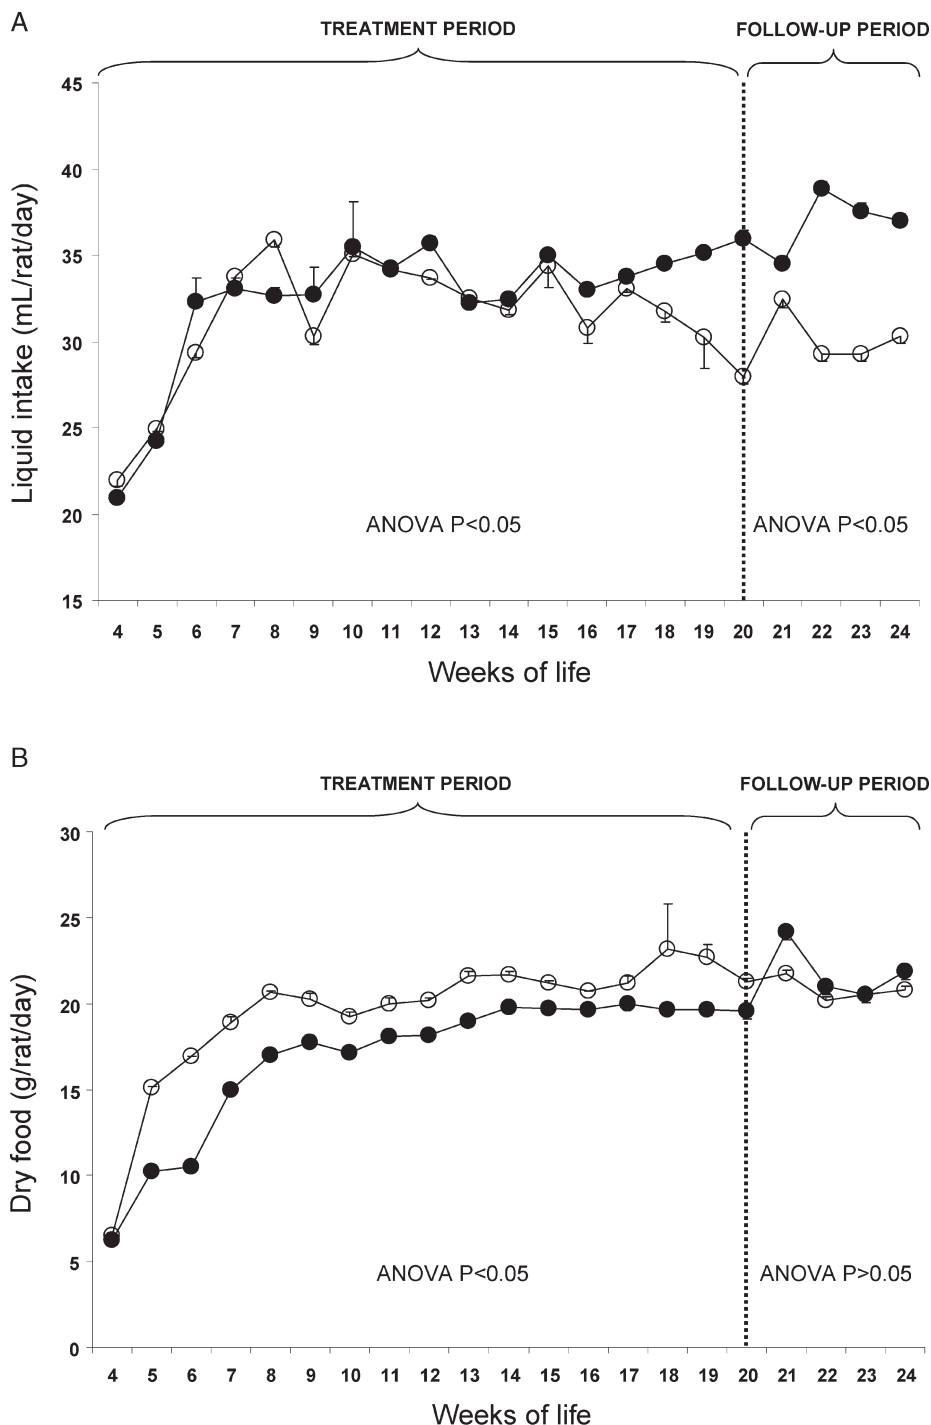 A
TREATMENT PERIOD
FOLLOW-UP PERIOD
45
40
35
30
25
20
15
Liquid intake (mL/rat/day)
ANOVA P<0.05
ANOVA P<0.05
4 5 6 7 8 9 10 11 12 13 14 15 16 17 18 19 20 21 22 23 24
Weeks of life
B
TREATMENT PERIOD
FOLLOW-UP PERIOD
30
25
20
15
10
5
0
Dry food (g/rat/day)
ANOVA P<0.05
ANOVA P>0.05
4 5 6 7 8 9 10 11 12 13 14 15 16 17 18 19 20 21 22 23 24
Weeks of life